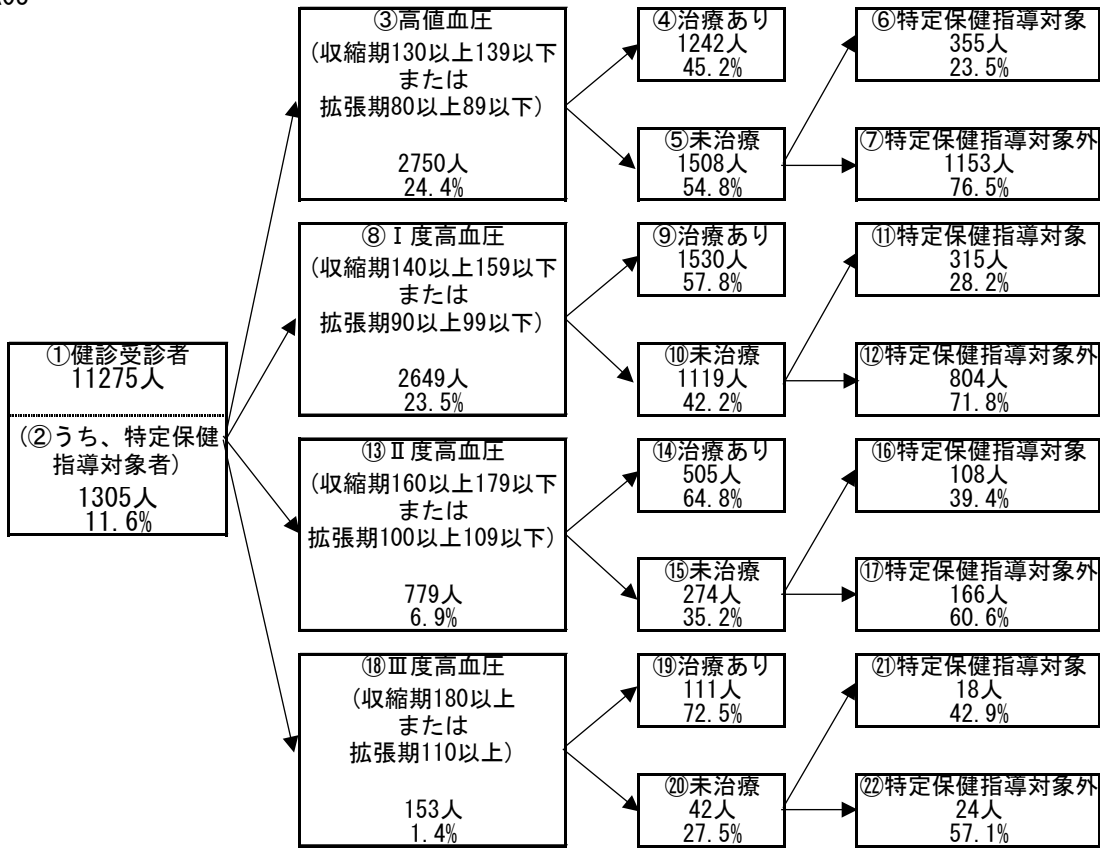 ③高値血圧
(収縮期130以上139以下
または
拡張期80以上89以下)
2750人
24.4%
④治療あり
1242人
45.2%
⑤未治療
1508人
54.8%
⑥特定保健指導対象
355人
23.5%
⑦特定保健指導対象外
1153人
76.5%
①健診受診者
11275人
(②うち、特定保健
指導対象者)
1305人
11.6%
⑧Ⅰ度高血圧
(収縮期140以上159以下
または
拡張期90以上99以下)
2649人
23.5%
⑨治療あり
1530人
57.8%
⑩未治療
1119人
42.2%
⑪特定保健指導対象
315人
28.2%
⑫特定保健指導対象外
804人
71.8%
⑬Ⅱ度高血圧
(収縮期160以上179以下
または
拡張期100以上109以下)
779人
6.9%
⑭治療あり
505人
64.8%
⑮未治療
274人
35.2%
⑯特定保健指導対象
108人
39.4%
⑰特定保健指導対象外
166人
60.6%
⑱Ⅲ度高血圧
(収縮期180以上
または
拡張期110以上)
153人
1.4%
⑲治療あり
111人
72.5%
⑳未治療
42人
27.5%
㉑特定保健指導対象
18人
42.9%
㉒特定保健指導対象外
24人
57.1%